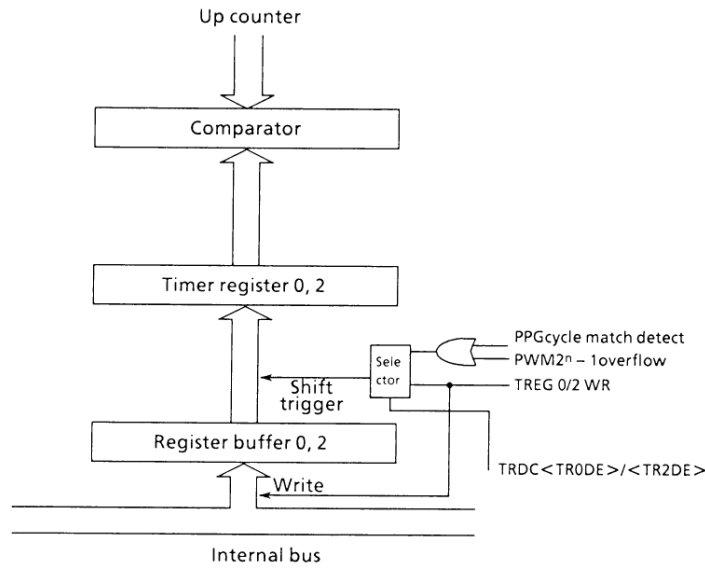 Up counter
Comparator
Timer register 0, 2
PPGcycle match detect
PWM2ⁿ – 1overflow
Sele
ctor
TREG 0/2 WR
Shift
trigger
Register buffer 0, 2
TRDC<TR0DE>/<TR2DE>
Write
Internal bus